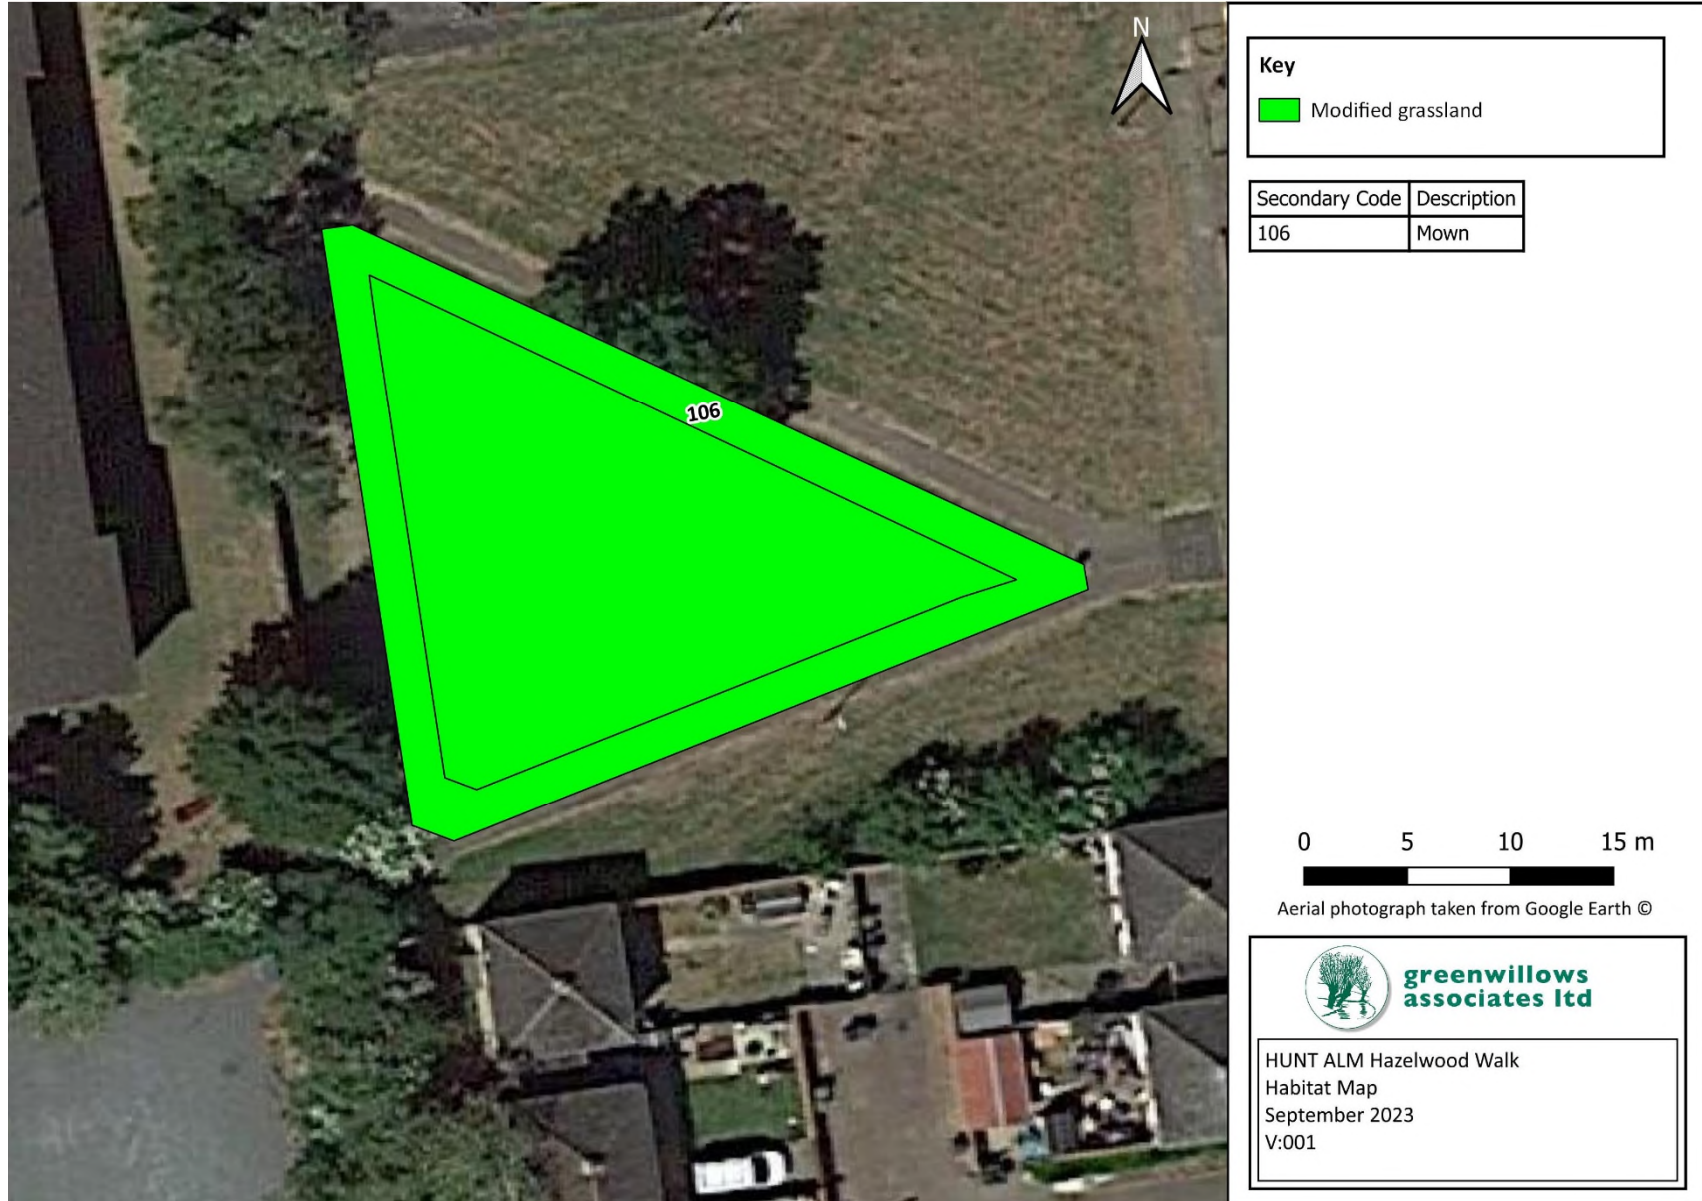 N
106
Key
Modified grassland
Secondary Code Description
106 Mown
0 5 10 15 m
Aerial photograph taken from Google Earth ©
greenwillows
associates ltd
HUNT ALM Hazelwood Walk
Habitat Map
September 2023
V:001